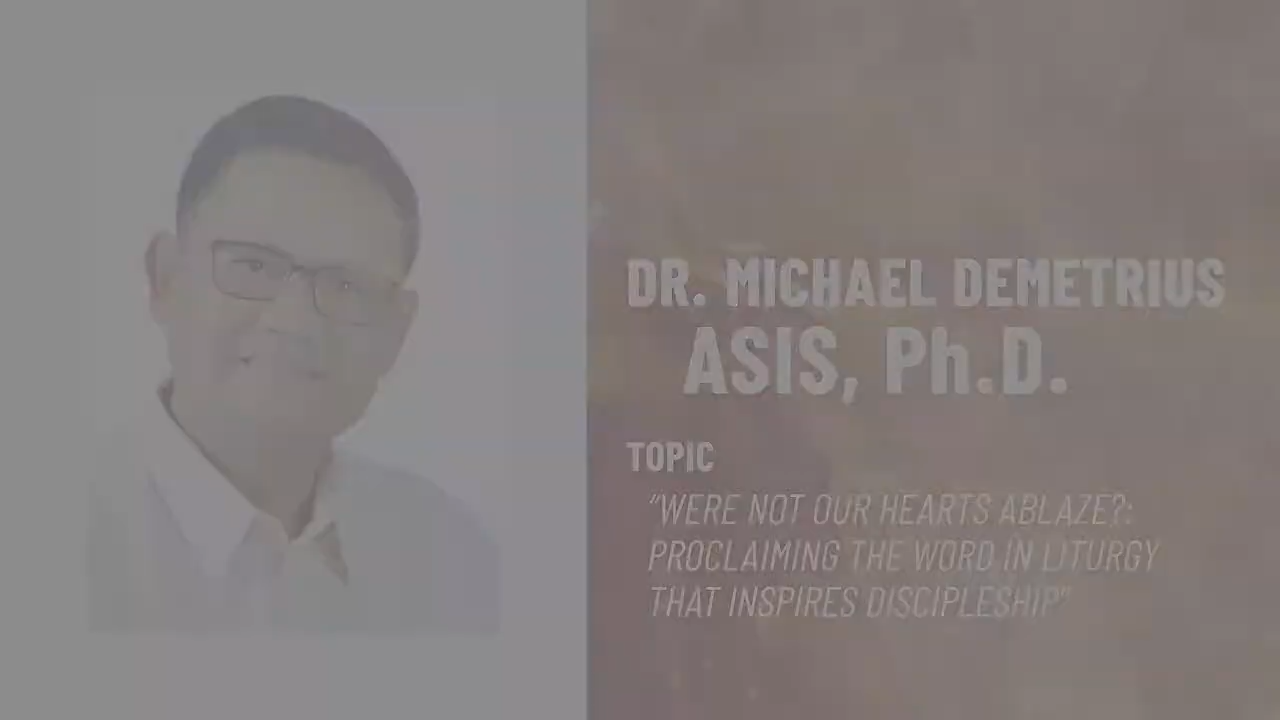 DR. MICHAEL DEMETRIUS
ASIS, Ph.D.
TOPIC
"WERE NOT OUR HEARTS ABLAZE?:
PROCLAIMING THE WORD IN LITURGY
THAT INSPIRES DISCIPLESHIP"